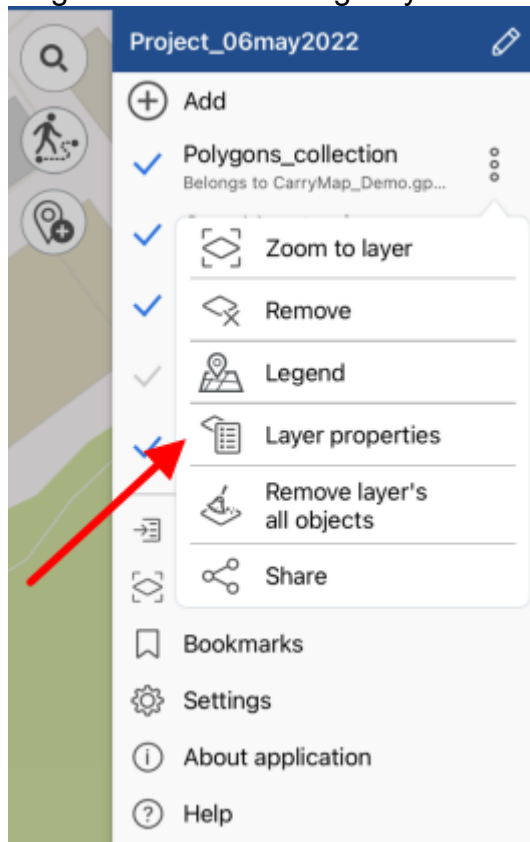 Project_06may2022
Add
Polygons_collection
Belongs to CarryMap_Demo.gp...
Zoom to layer
Remove
Legend
Layer properties
Remove layer's
all objects
Share
Bookmarks
Settings
About application
Help